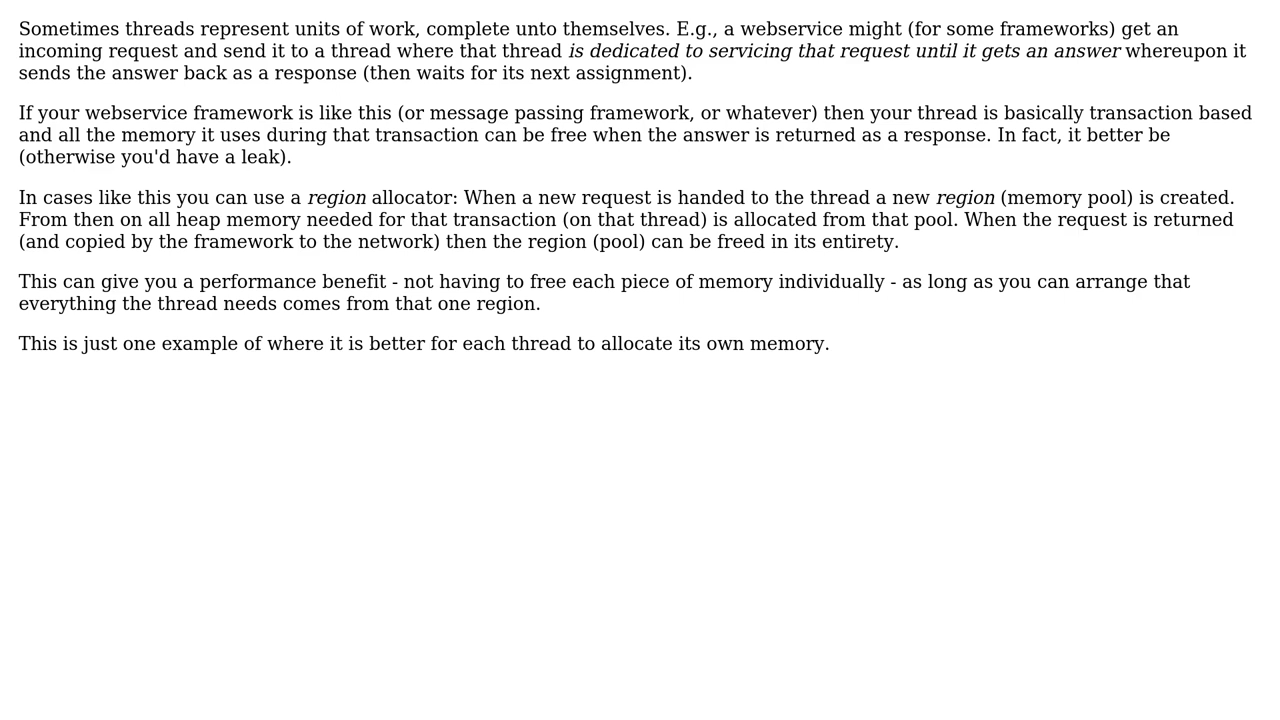 Sometimes threads represent units of work, complete unto themselves. E.g., a webservice might (for some frameworks) get an
incoming request and send it to a thread where that thread is dedicated to servicing that request until it gets an answer whereupon it
sends the answer back as a response (then waits for its next assignment).
If your webservice framework is like this (or message passing framework, or whatever) then your thread is basically transaction based
and all the memory it uses during that transaction can be free when the answer is returned as a response. In fact, it better be
(otherwise you'd have a leak).
In cases like this you can use a region allocator: When a new request is handed to the thread a new region (memory pool) is created.
From then on all heap memory needed for that transaction (on that thread) is allocated from that pool. When the request is returned
(and copied by the framework to the network) then the region (pool) can be freed in its entirety.
This can give you a performance benefit - not having to free each piece of memory individually - as long as you can arrange that
everything the thread needs comes from that one region.
This is just one example of where it is better for each thread to allocate its own memory.